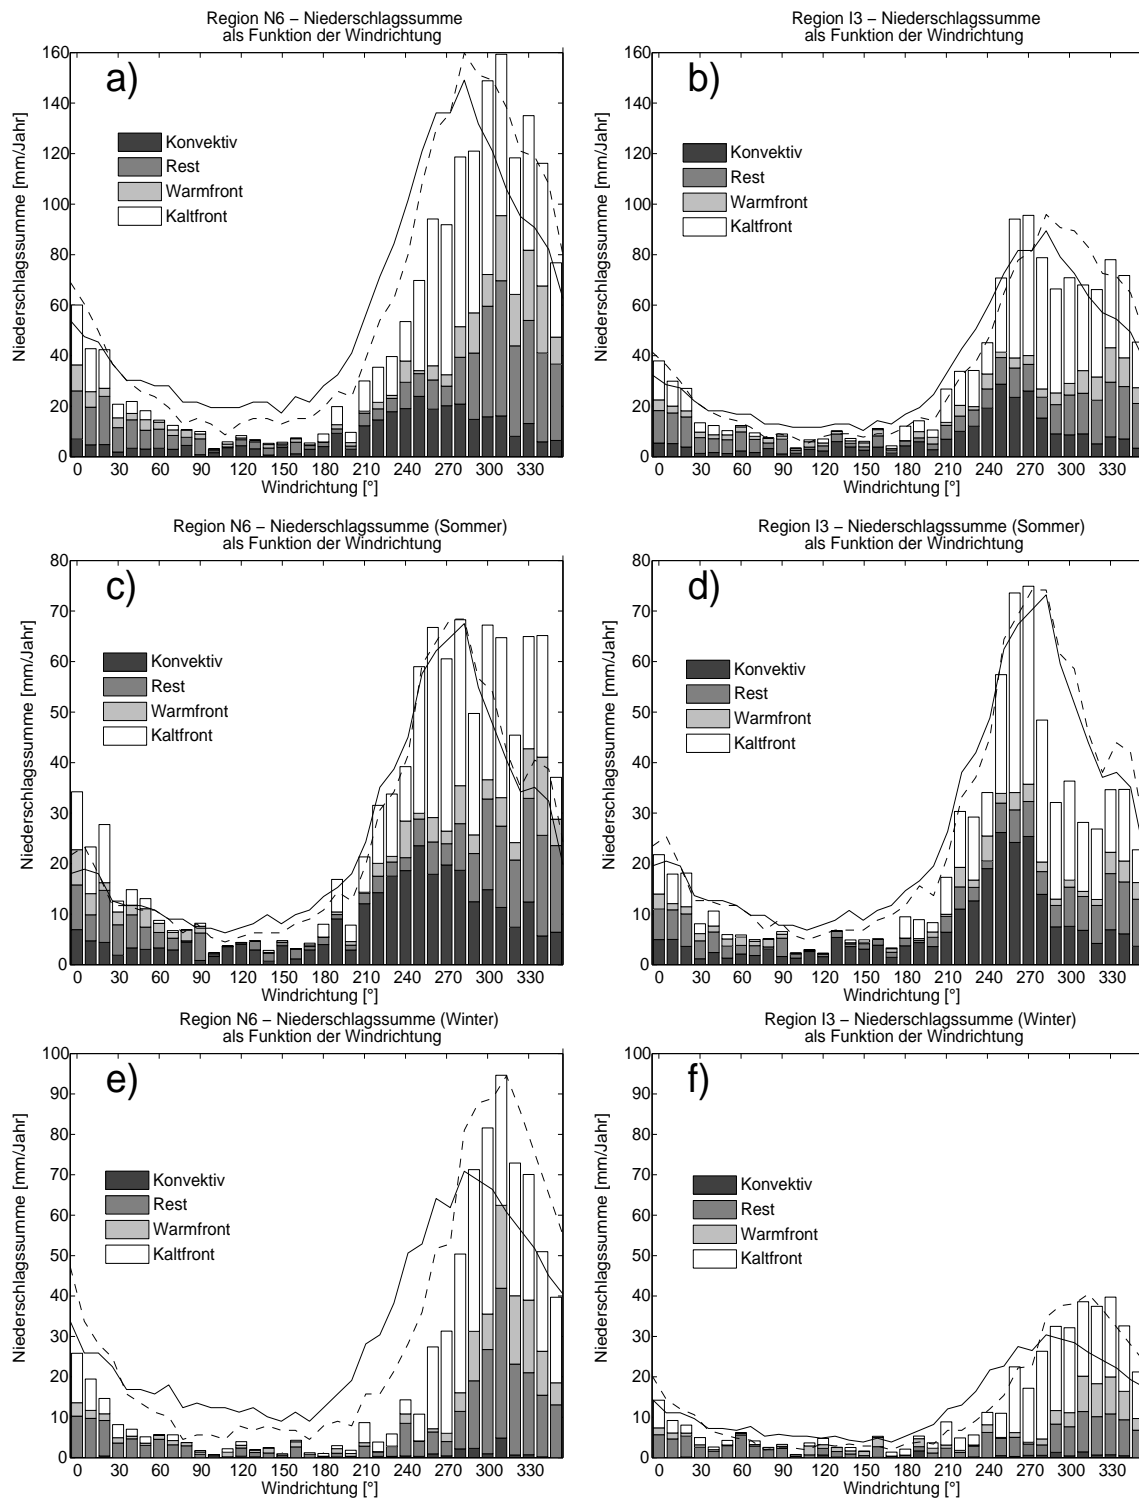 Region N6 – Niederschlagssumme
als Funktion der Windrichtung
a)
Konvektiv
Rest
Warmfront
Kaltfront
Niederschlagssumme [mm/Jahr]
160
140
120
100
80
60
40
20
0
0 30 60 90 120 150 180 210 240 270 300 330
Windrichtung [°]
Region I3 – Niederschlagssumme
als Funktion der Windrichtung
b)
Konvektiv
Rest
Warmfront
Kaltfront
Niederschlagssumme [mm/Jahr]
160
140
120
100
80
60
40
20
0
0 30 60 90 120 150 180 210 240 270 300 330
Windrichtung [°]
Region N6 – Niederschlagssumme (Sommer)
als Funktion der Windrichtung
c)
Konvektiv
Rest
Warmfront
Kaltfront
Niederschlagssumme [mm/Jahr]
80
70
60
50
40
30
20
10
0
0 30 60 90 120 150 180 210 240 270 300 330
Windrichtung [°]
Region I3 – Niederschlagssumme (Sommer)
als Funktion der Windrichtung
d)
Konvektiv
Rest
Warmfront
Kaltfront
Niederschlagssumme [mm/Jahr]
80
70
60
50
40
30
20
10
0
0 30 60 90 120 150 180 210 240 270 300 330
Windrichtung [°]
Region N6 – Niederschlagssumme (Winter)
als Funktion der Windrichtung
e)
Konvektiv
Rest
Warmfront
Kaltfront
Niederschlagssumme [mm/Jahr]
100
90
80
70
60
50
40
30
20
10
0
0 30 60 90 120 150 180 210 240 270 300 330
Windrichtung [°]
Region I3 – Niederschlagssumme (Winter)
als Funktion der Windrichtung
f)
Konvektiv
Rest
Warmfront
Kaltfront
Niederschlagssumme [mm/Jahr]
100
90
80
70
60
50
40
30
20
10
0
0 30 60 90 120 150 180 210 240 270 300 330
Windrichtung [°]